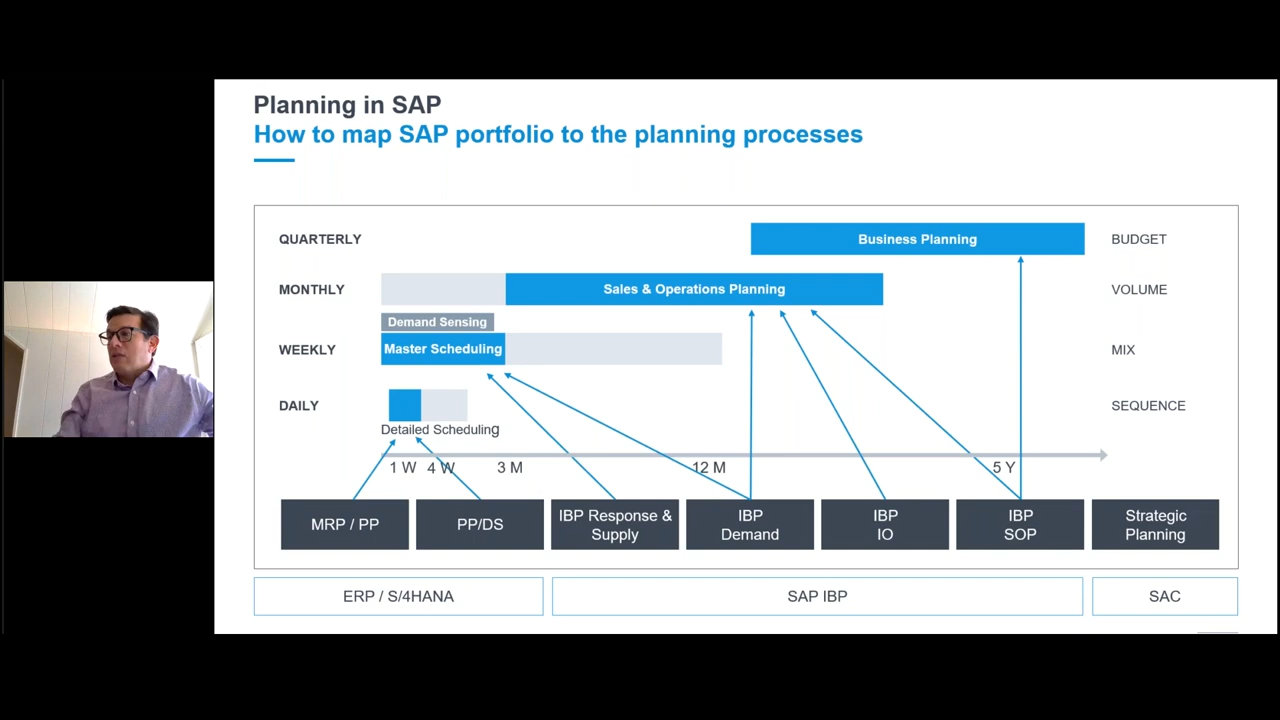 Planning in SAP
How to map SAP portfolio to the planning processes
QUARTERLY
Business Planning
BUDGET
MONTHLY
Sales & Operations Planning
VOLUME
Demand Sensing
WEEKLY
Master Scheduling
MIX
DAILY
SEQUENCE
Detailed Scheduling
1 W
4 W
3 M
12 M
5 Y
MRP / PP
PP/DS
IBP Response &
Supply
IBP
Demand
IBP
IO
IBP
SOP
Strategic
Planning
ERP / S/4HANA
SAP IBP
SAC